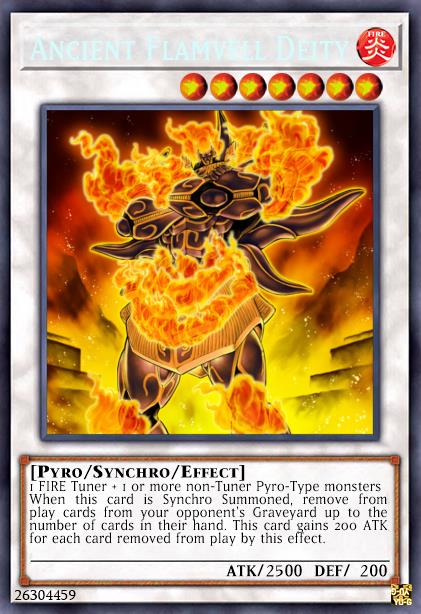 Ancient Flamvell Deity
FIRE
炎
[Pyro/Synchro/Effect]
1 FIRE Tuner + 1 or more non-Tuner Pyro-Type monsters
When this card is Synchro Summoned, remove from
play cards from your opponent's Graveyard up to the
number of cards in their hand. This card gains 200 ATK
for each card removed from play by this effect.
ATK/2500 DEF/ 200
26304459